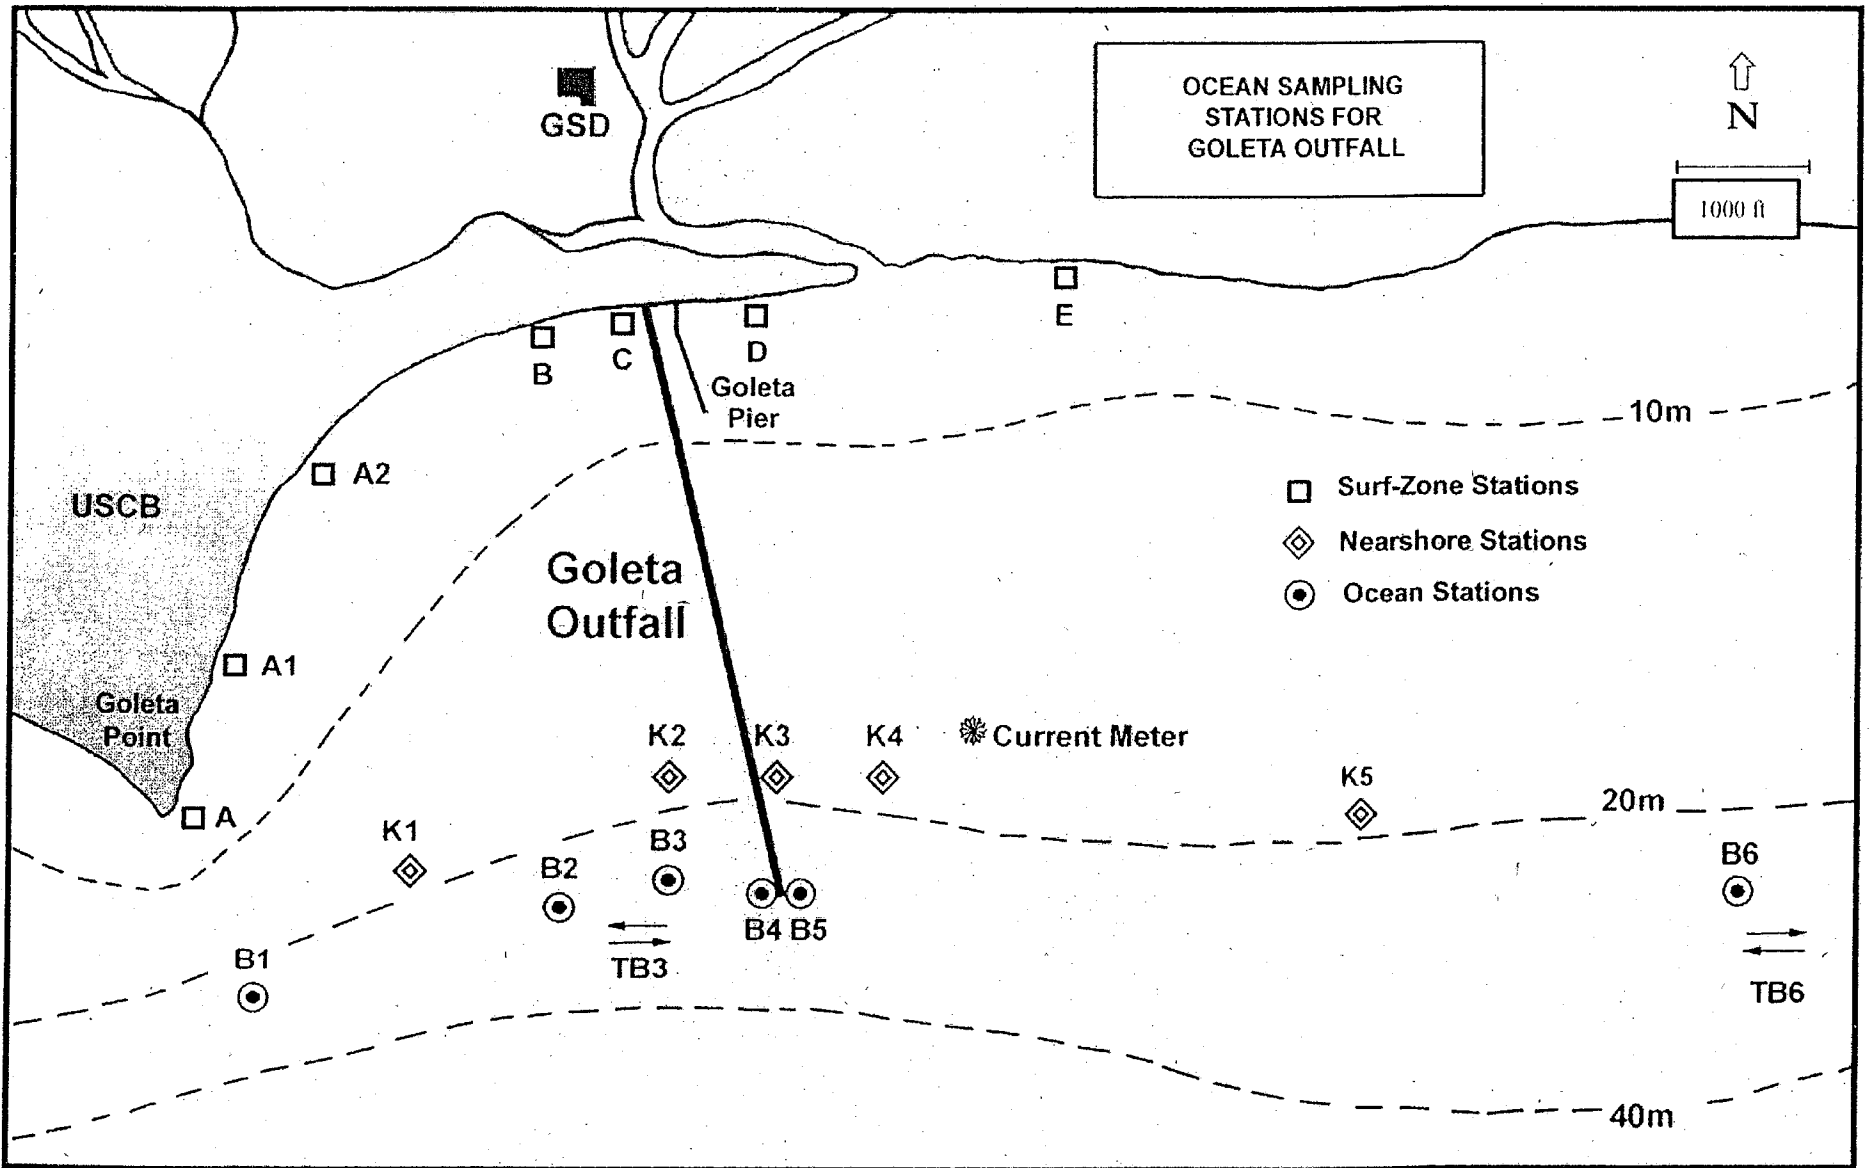 GSD
OCEAN SAMPLING
STATIONS FOR
GOLETA OUTFALL
N
1000 ft
E
B
C
D
Goleta
Pier
10m
A2
USCB
Surf-Zone Stations
Nearshore Stations
Ocean Stations
Goleta
Outfall
A1
Goleta
Point
K2
K3
K4
Current Meter
K5
20m
A
K1
B3
B2
B6
B4
B5
TB3
B1
TB6
40m